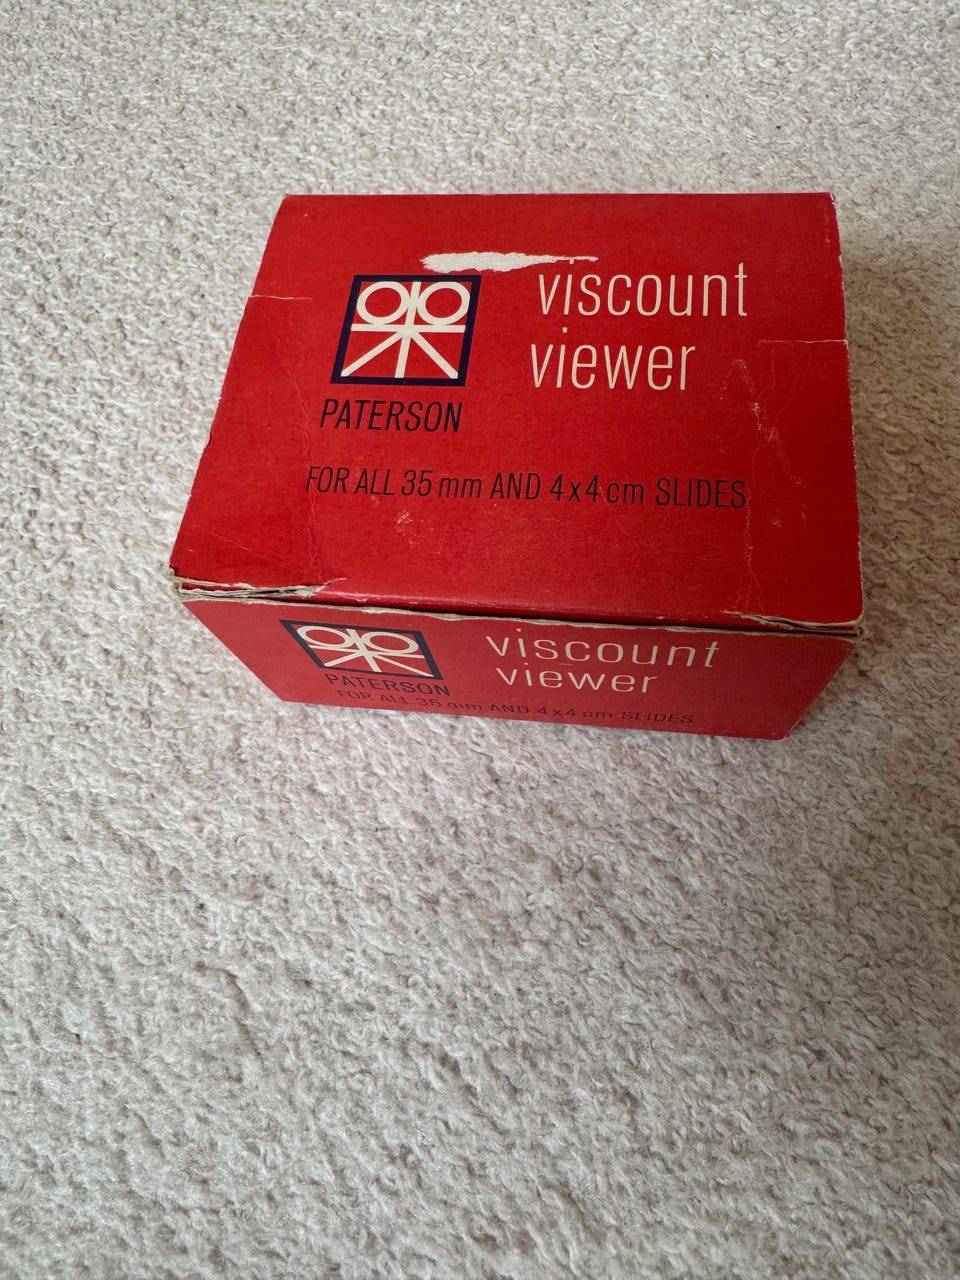 viscount
viewer
PATERSON
FOR ALL 35 mm AND 4x4 cm SLIDES
viscount
viewer
PATERSON
FOR ALL 35 mm AND 4x4 cm SLIDES